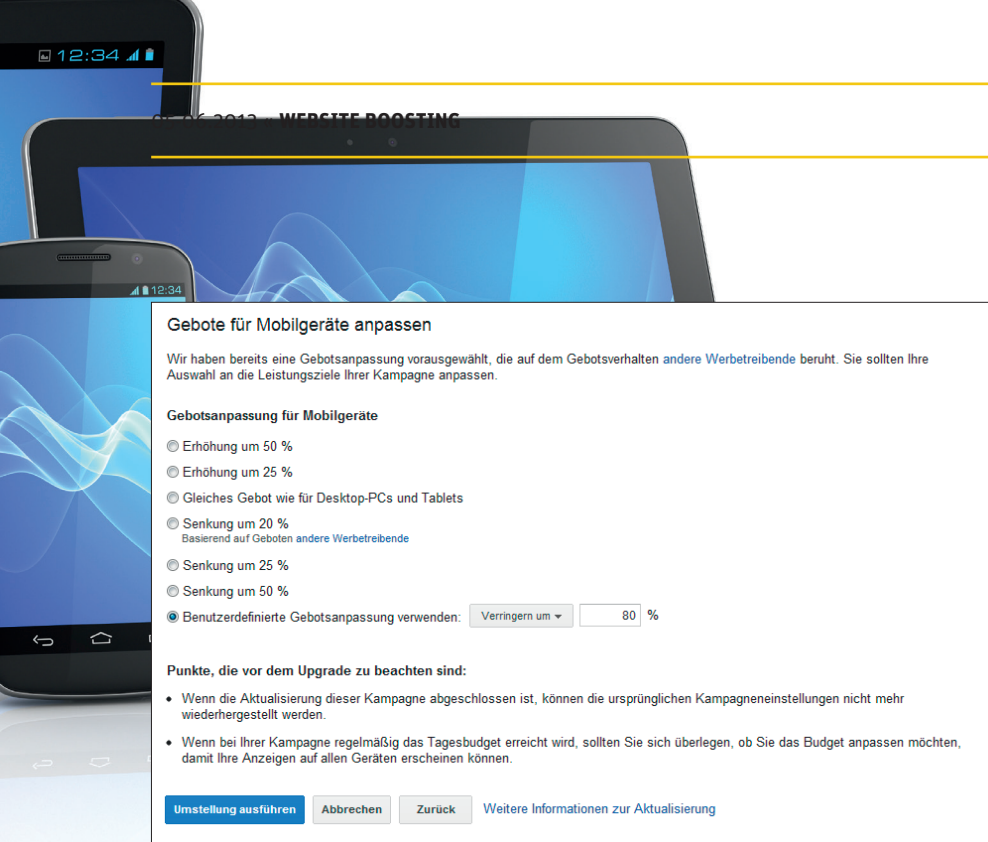 12:34
05-06.2013 » WEBSITE BOOSTING
12:34
Gebote für Mobilgeräte anpassen
Wir haben bereits eine Gebotsanpassung vorausgewählt, die auf dem Gebotsverhalten andere Werbetreibende beruht. Sie sollten Ihre
Auswahl an die Leistungsziele Ihrer Kampagne anpassen.
Gebotsanpassung für Mobilgeräte
Erhöhung um 50 %
Erhöhung um 25 %
Gleiches Gebot wie für Desktop-PCs und Tablets
Senkung um 20 %
Basierend auf Geboten andere Werbetreibende
Senkung um 25 %
Senkung um 50 %
Benutzerdefinierte Gebotsanpassung verwenden: Verringern um 80 %
Punkte, die vor dem Upgrade zu beachten sind:
• Wenn die Aktualisierung dieser Kampagne abgeschlossen ist, können die ursprünglichen Kampagneneinstellungen nicht mehr
wiederhergestellt werden.
• Wenn bei Ihrer Kampagne regelmäßig das Tagesbudget erreicht wird, sollten Sie sich überlegen, ob Sie das Budget anpassen möchten,
damit Ihre Anzeigen auf allen Geräten erscheinen können.
Umstellung ausführen Abbrechen Zurück Weitere Informationen zur Aktualisierung